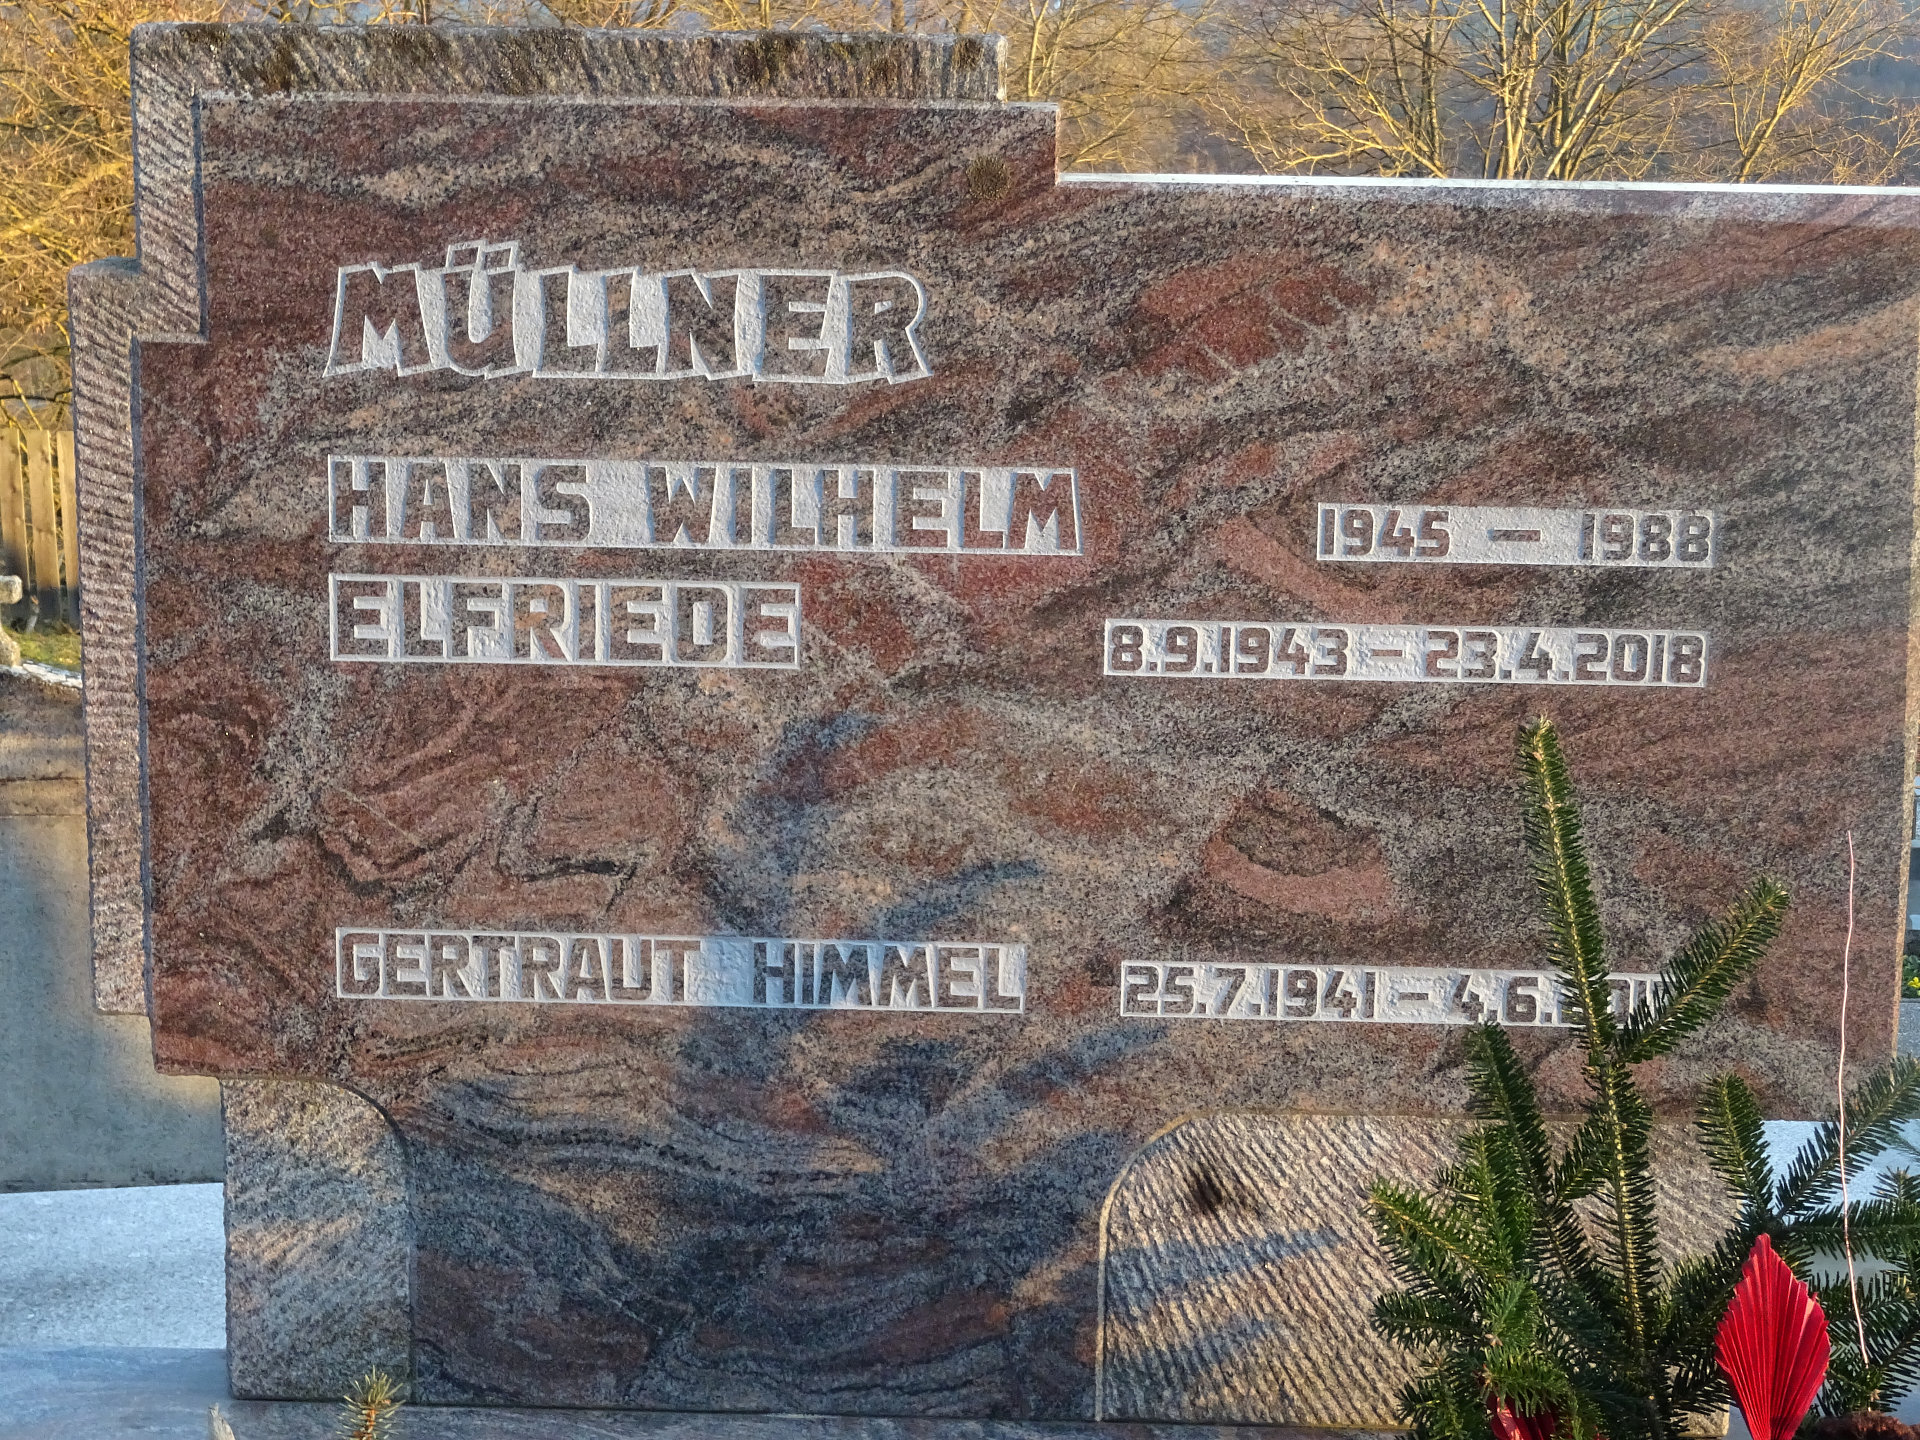 MÜLLNER
HANS WILHELM 1945 – 1988
ELFRIEDE 8.9.1943 – 23.4.2018
GERTRAUT HIMMEL 25.7.1941 – 4.6.